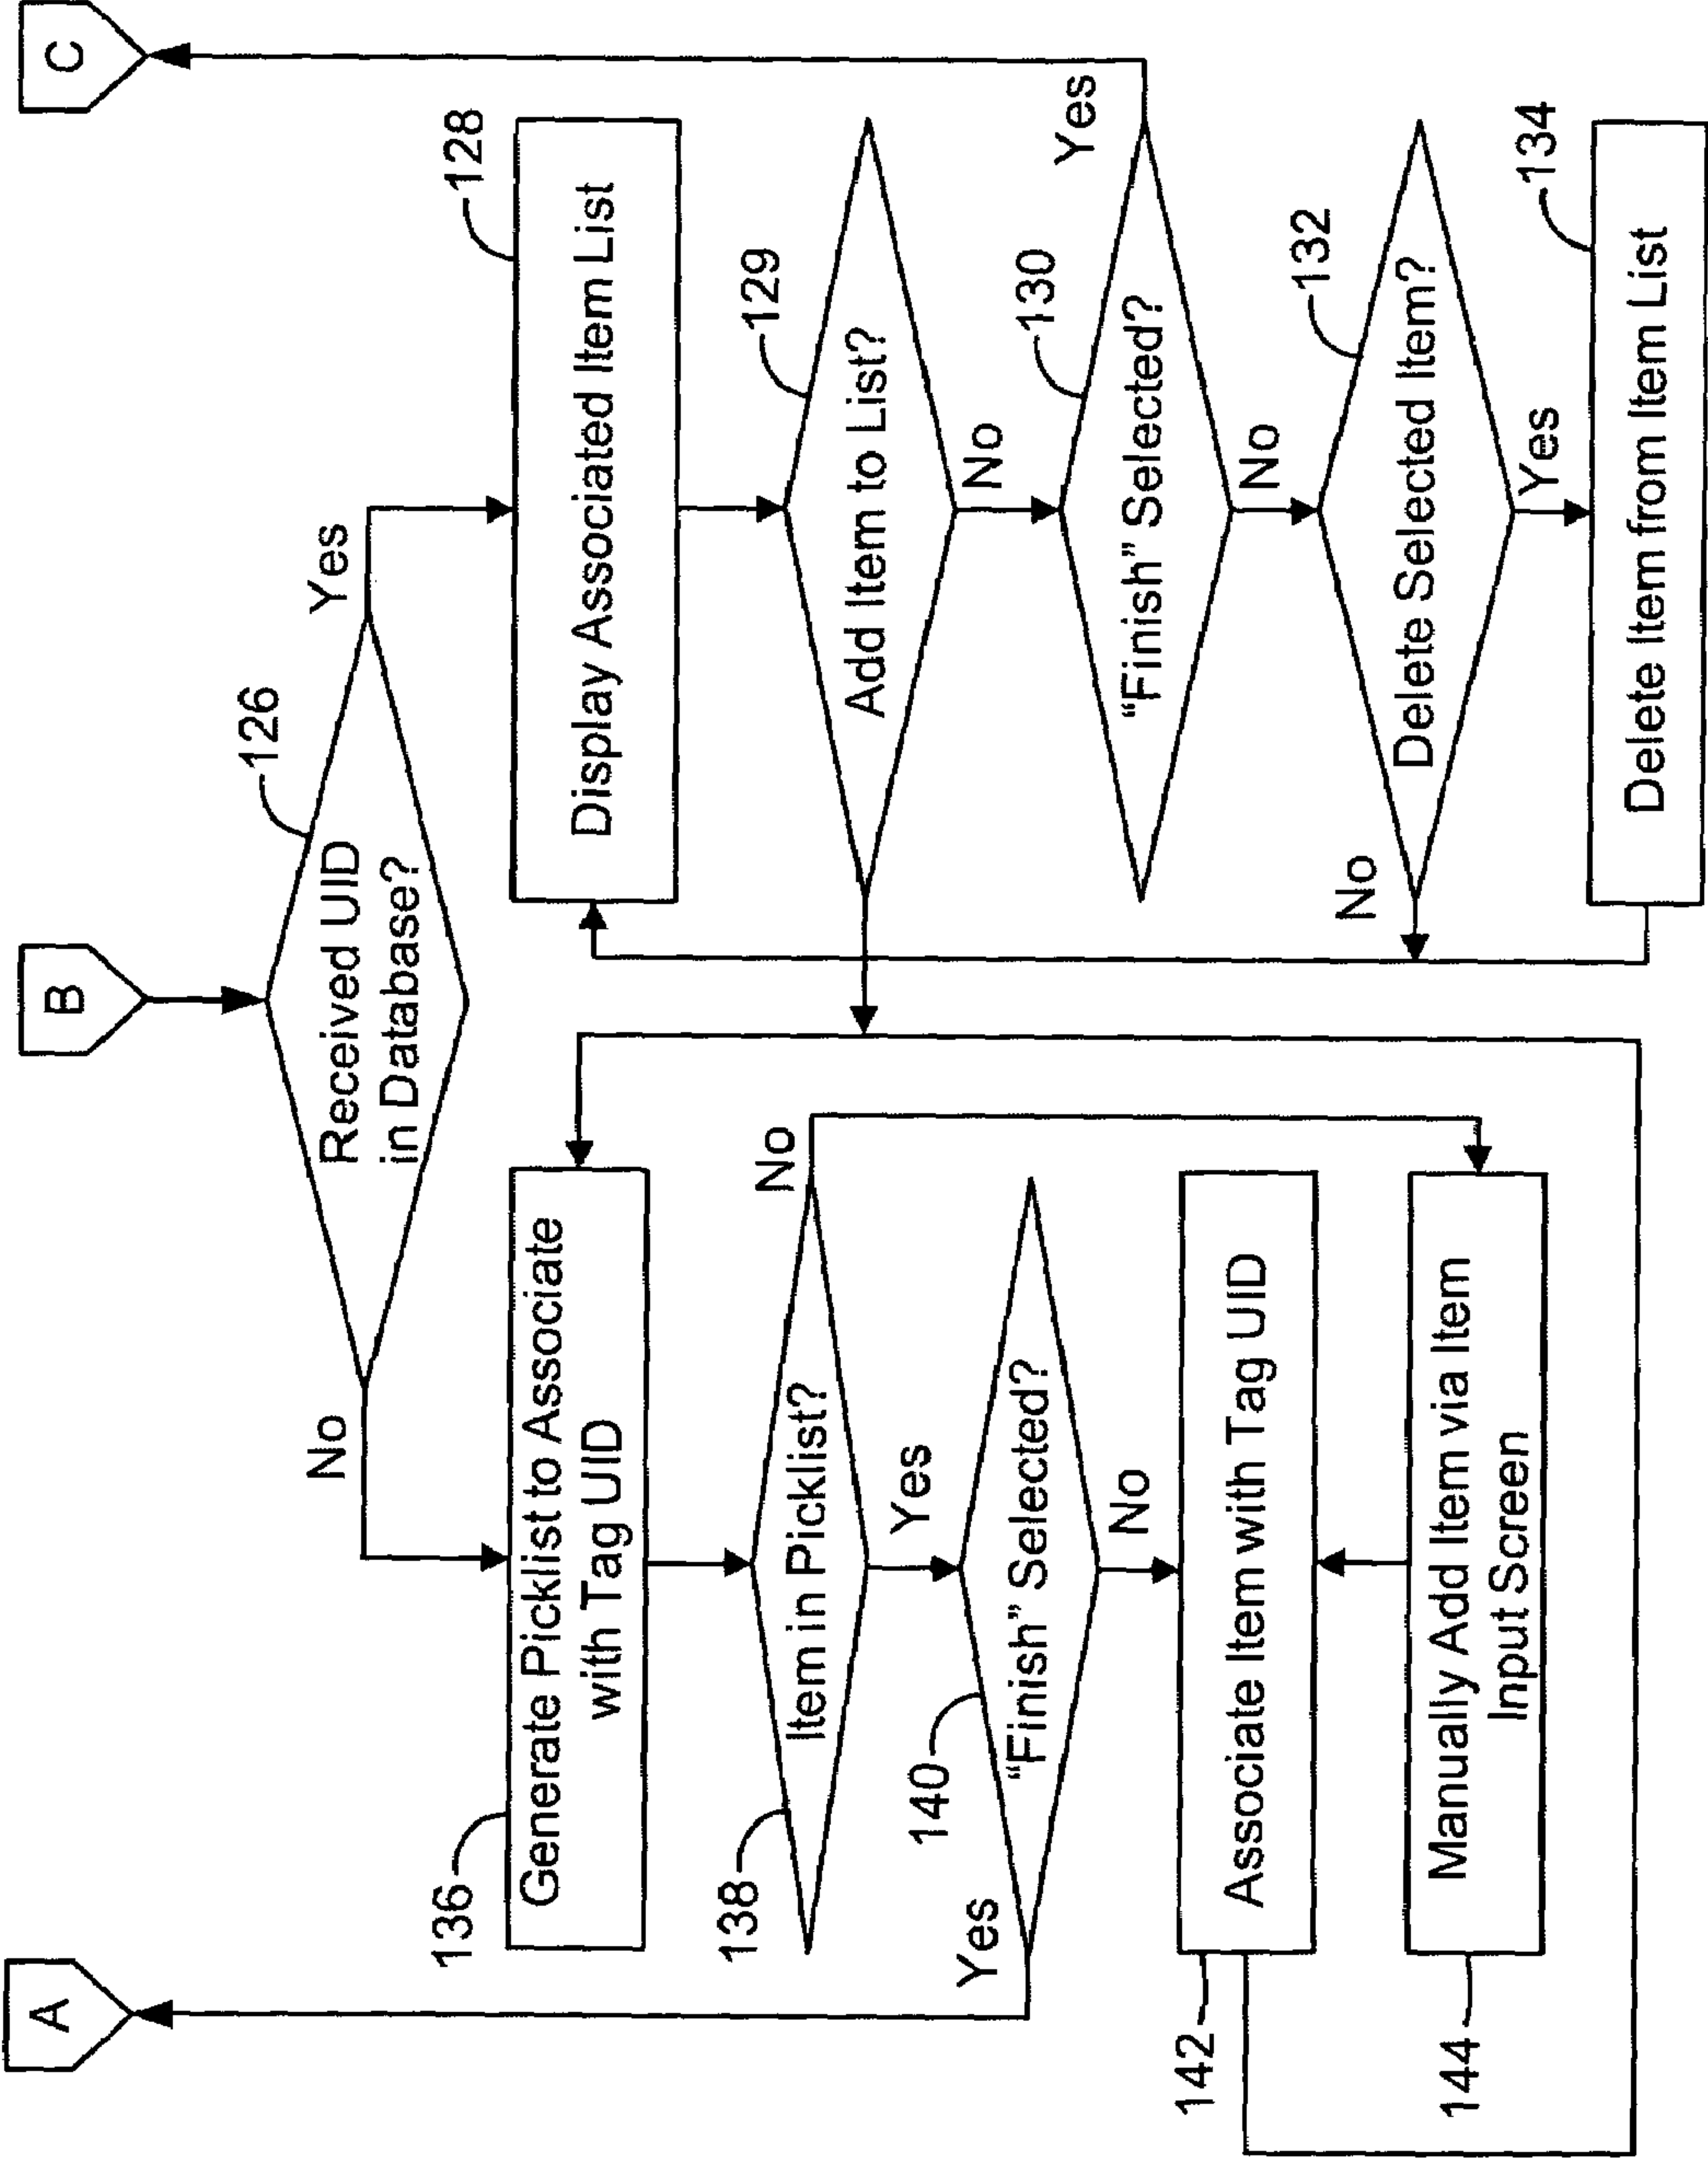 A
B
C
126
Received UID
in Database?
No
Yes
136
Generate Picklist to Associate
with Tag UID
138
Item in Picklist?
No
Yes
140
"Finish" Selected?
Yes
No
142
Associate Item with Tag UID
144
Manually Add Item via Item
Input Screen
128
Display Associated Item List
129
Add Item to List?
No
130
“Finish” Selected?
Yes
No
132
Delete Selected Item?
No
Yes
134
Delete Item from Item List